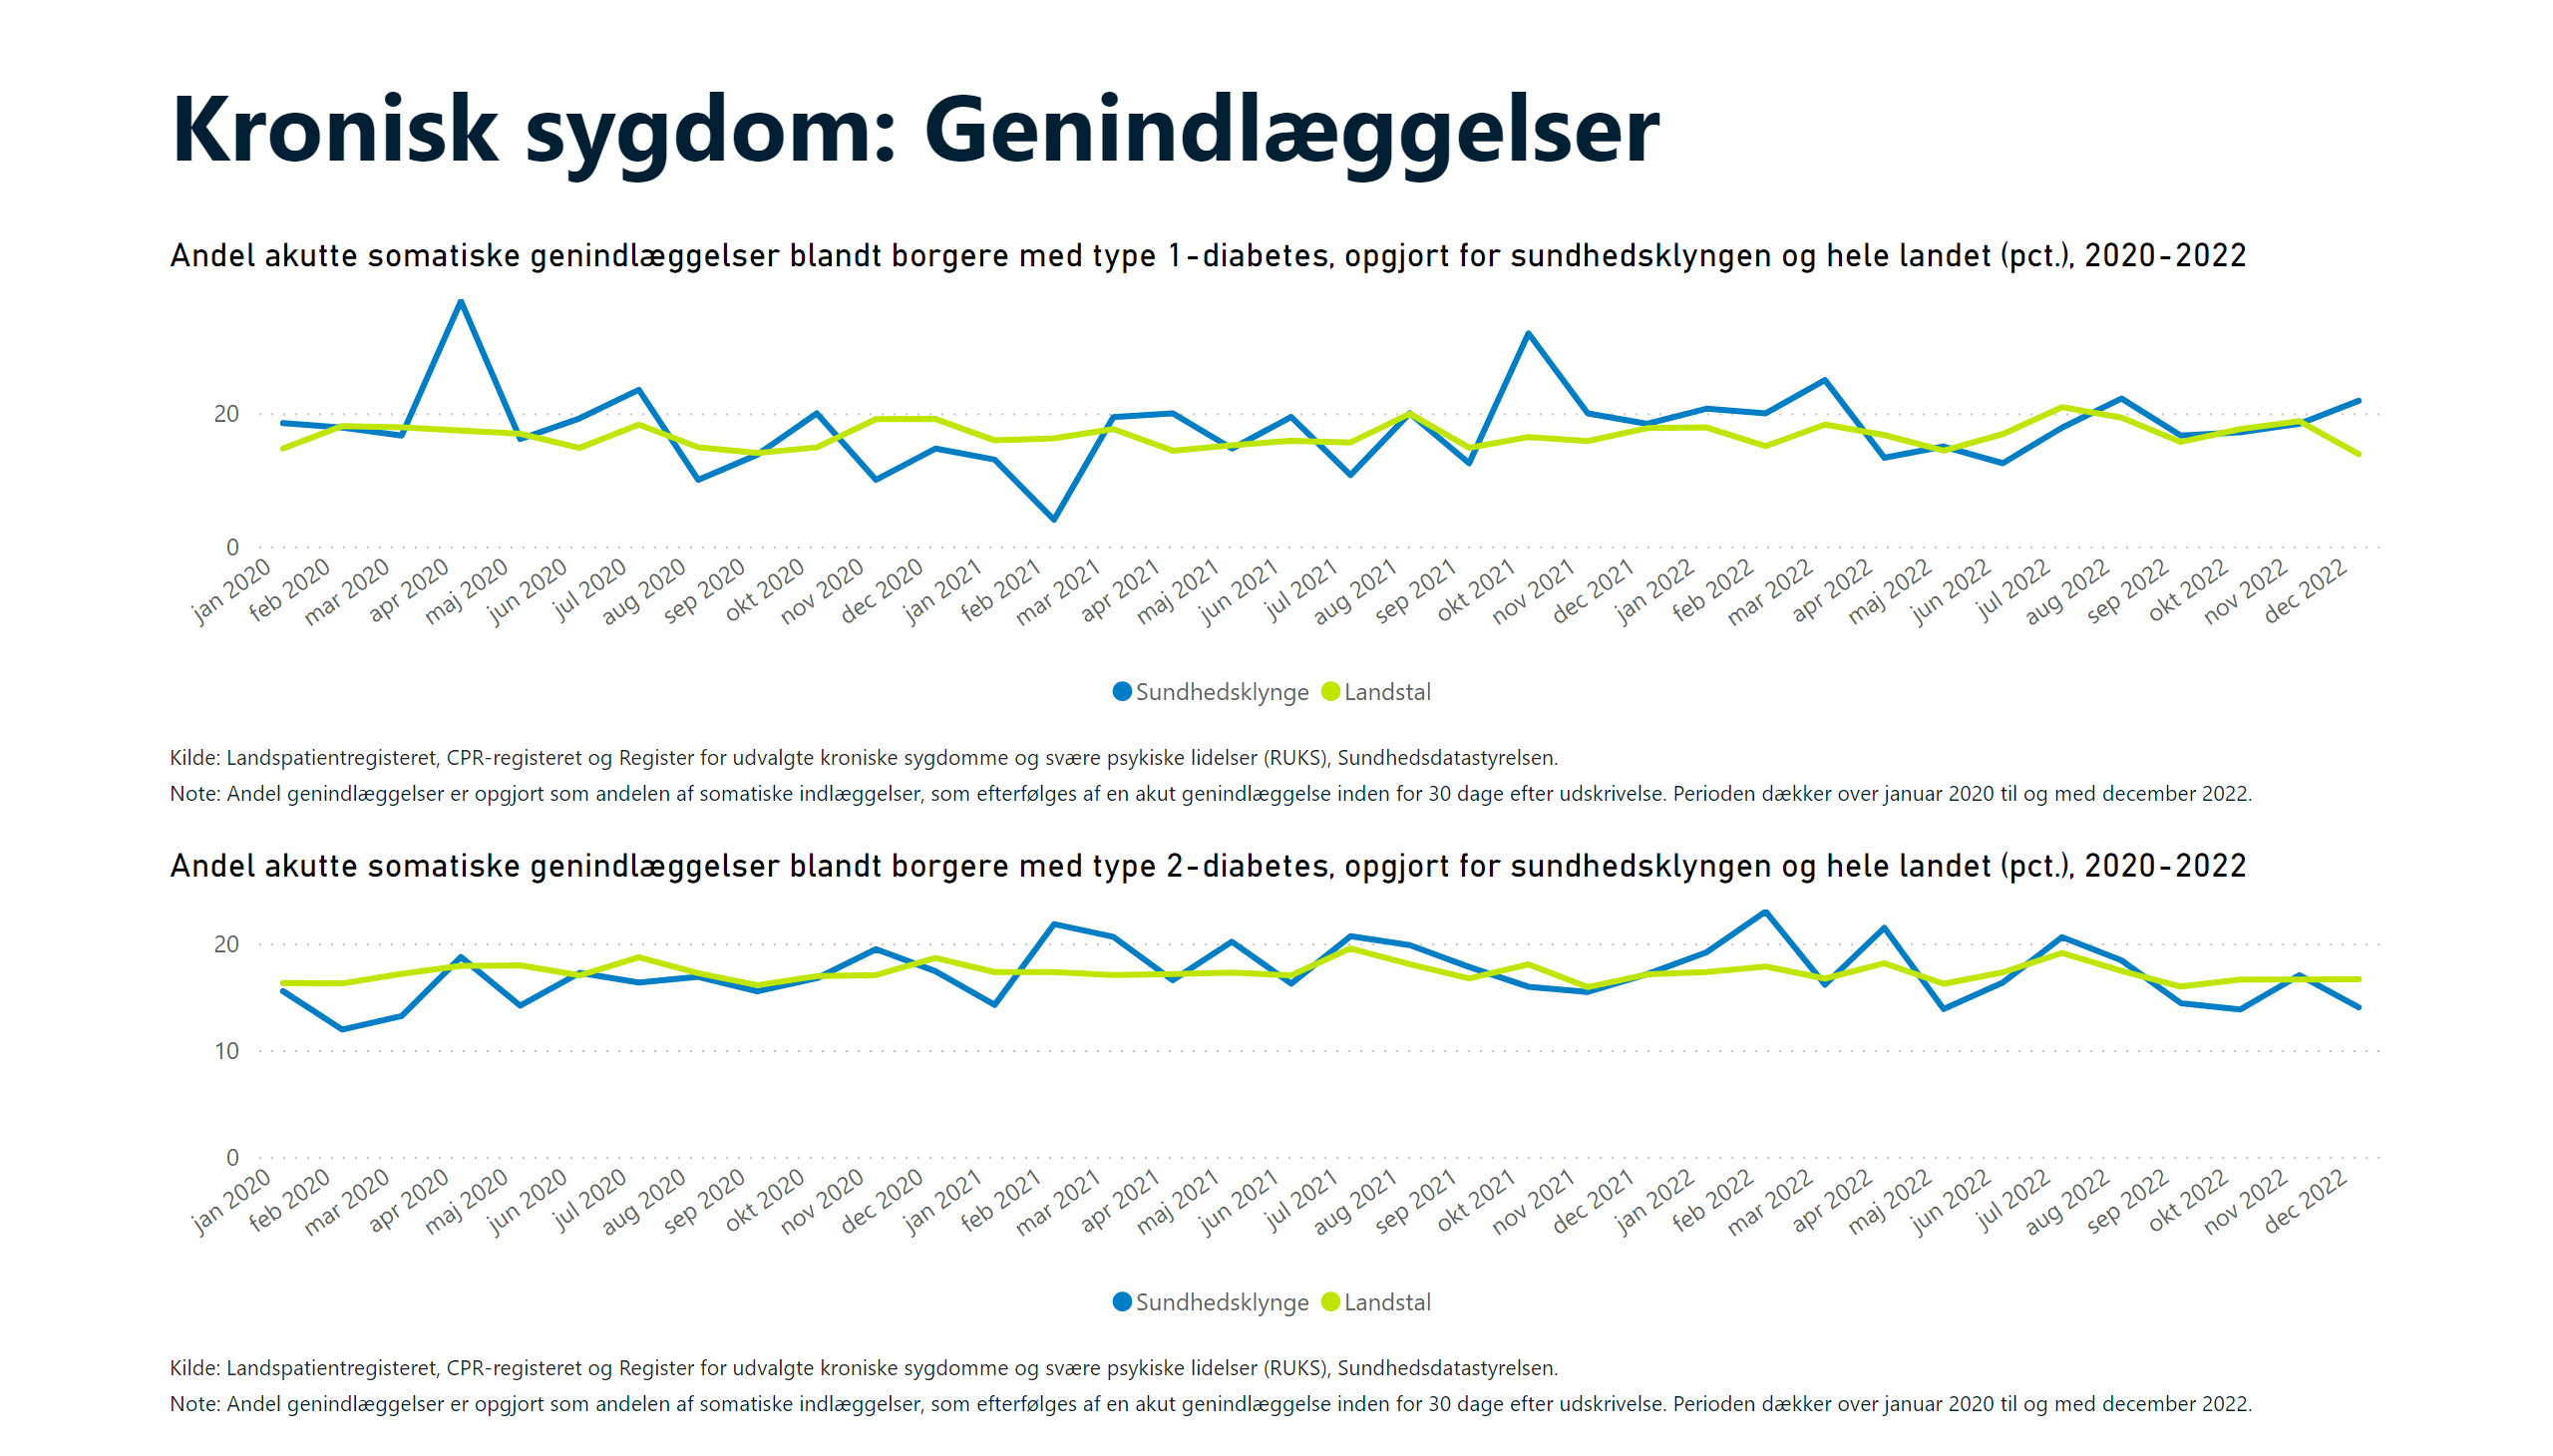 Kronisk sygdom: Genindlæggelser
Andel akutte somatiske genindlæggelser blandt borgere med type 1-diabetes, opgjort for sundhedsklyngen og hele landet (pct.), 2020-2022
20
0
jan 2020 feb 2020 mar 2020 apr 2020 maj 2020 jun 2020 jul 2020 aug 2020 sep 2020 okt 2020 nov 2020 dec 2020 jan 2021 feb 2021 mar 2021 apr 2021 maj 2021 jun 2021 jul 2021 aug 2021 sep 2021 okt 2021 nov 2021 dec 2021 jan 2022 feb 2022 mar 2022 apr 2022 maj 2022 jun 2022 jul 2022 aug 2022 sep 2022 okt 2022 nov 2022 dec 2022
Sundhedsklynge Landstal
Kilde: Landspatientregisteret, CPR-registeret og Register for udvalgte kroniske sygdomme og svære psykiske lidelser (RUKS), Sundhedsdatastyrelsen.
Note: Andel genindlæggelser er opgjort som andelen af somatiske indlæggelser, som efterfølges af en akut genindlæggelse inden for 30 dage efter udskrivelse. Perioden dækker over januar 2020 til og med december 2022.
Andel akutte somatiske genindlæggelser blandt borgere med type 2-diabetes, opgjort for sundhedsklyngen og hele landet (pct.), 2020-2022
20
10
0
jan 2020 feb 2020 mar 2020 apr 2020 maj 2020 jun 2020 jul 2020 aug 2020 sep 2020 okt 2020 nov 2020 dec 2020 jan 2021 feb 2021 mar 2021 apr 2021 maj 2021 jun 2021 jul 2021 aug 2021 sep 2021 okt 2021 nov 2021 dec 2021 jan 2022 feb 2022 mar 2022 apr 2022 maj 2022 jun 2022 jul 2022 aug 2022 sep 2022 okt 2022 nov 2022 dec 2022
Sundhedsklynge Landstal
Kilde: Landspatientregisteret, CPR-registeret og Register for udvalgte kroniske sygdomme og svære psykiske lidelser (RUKS), Sundhedsdatastyrelsen.
Note: Andel genindlæggelser er opgjort som andelen af somatiske indlæggelser, som efterfølges af en akut genindlæggelse inden for 30 dage efter udskrivelse. Perioden dækker over januar 2020 til og med december 2022.